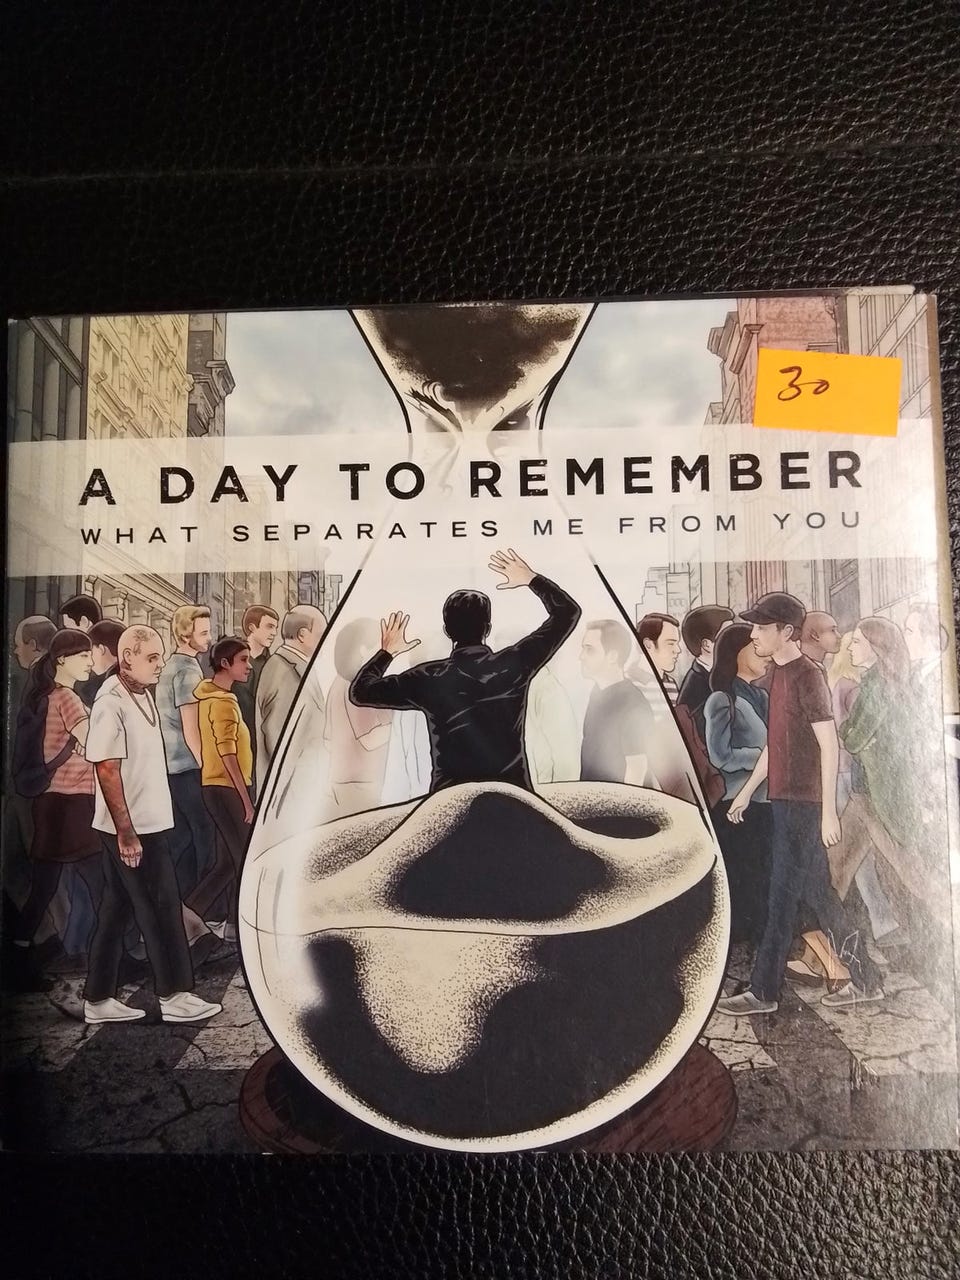 30
A DAY TO REMEMBER
WHAT SEPARATES ME FROM YOU